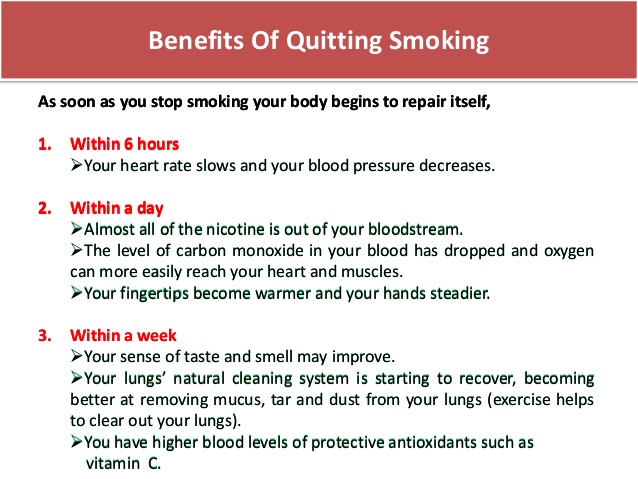 Benefits Of Quitting Smoking
As soon as you stop smoking your body begins to repair itself,
1. Within 6 hours
➢Your heart rate slows and your blood pressure decreases.
2. Within a day
➢Almost all of the nicotine is out of your bloodstream.
➢The level of carbon monoxide in your blood has dropped and oxygen
can more easily reach your heart and muscles.
➢Your fingertips become warmer and your hands steadier.
3. Within a week
➢Your sense of taste and smell may improve.
➢Your lungs’ natural cleaning system is starting to recover, becoming
better at removing mucus, tar and dust from your lungs (exercise helps
to clear out your lungs).
➢You have higher blood levels of protective antioxidants such as
vitamin C.